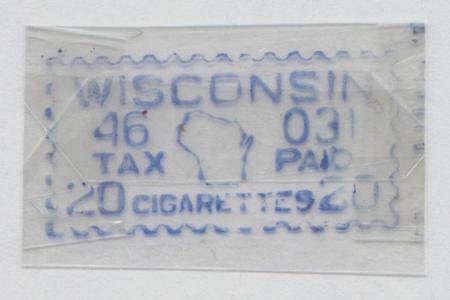 WISCONSIN
46 031
TAX PAID
20 CIGARETTES 20